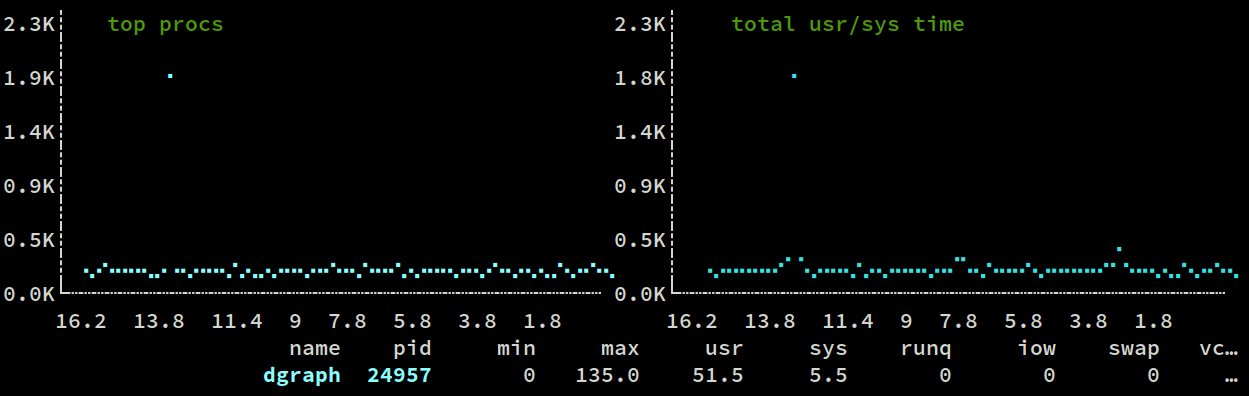 2.3K top procs 2.3K total usr/sys time
1.9K 1.8K
1.4K 1.4K
0.9K 0.9K
0.5K 0.5K
0.0K 0.0K
16.2 13.8 11.4 9 7.8 5.8 3.8 1.8 16.2 13.8 11.4 9 7.8 5.8 3.8 1.8
name pid min max usr sys runq iow swap vc…
dgraph 24957 0 135.0 51.5 5.5 0 0 0 …